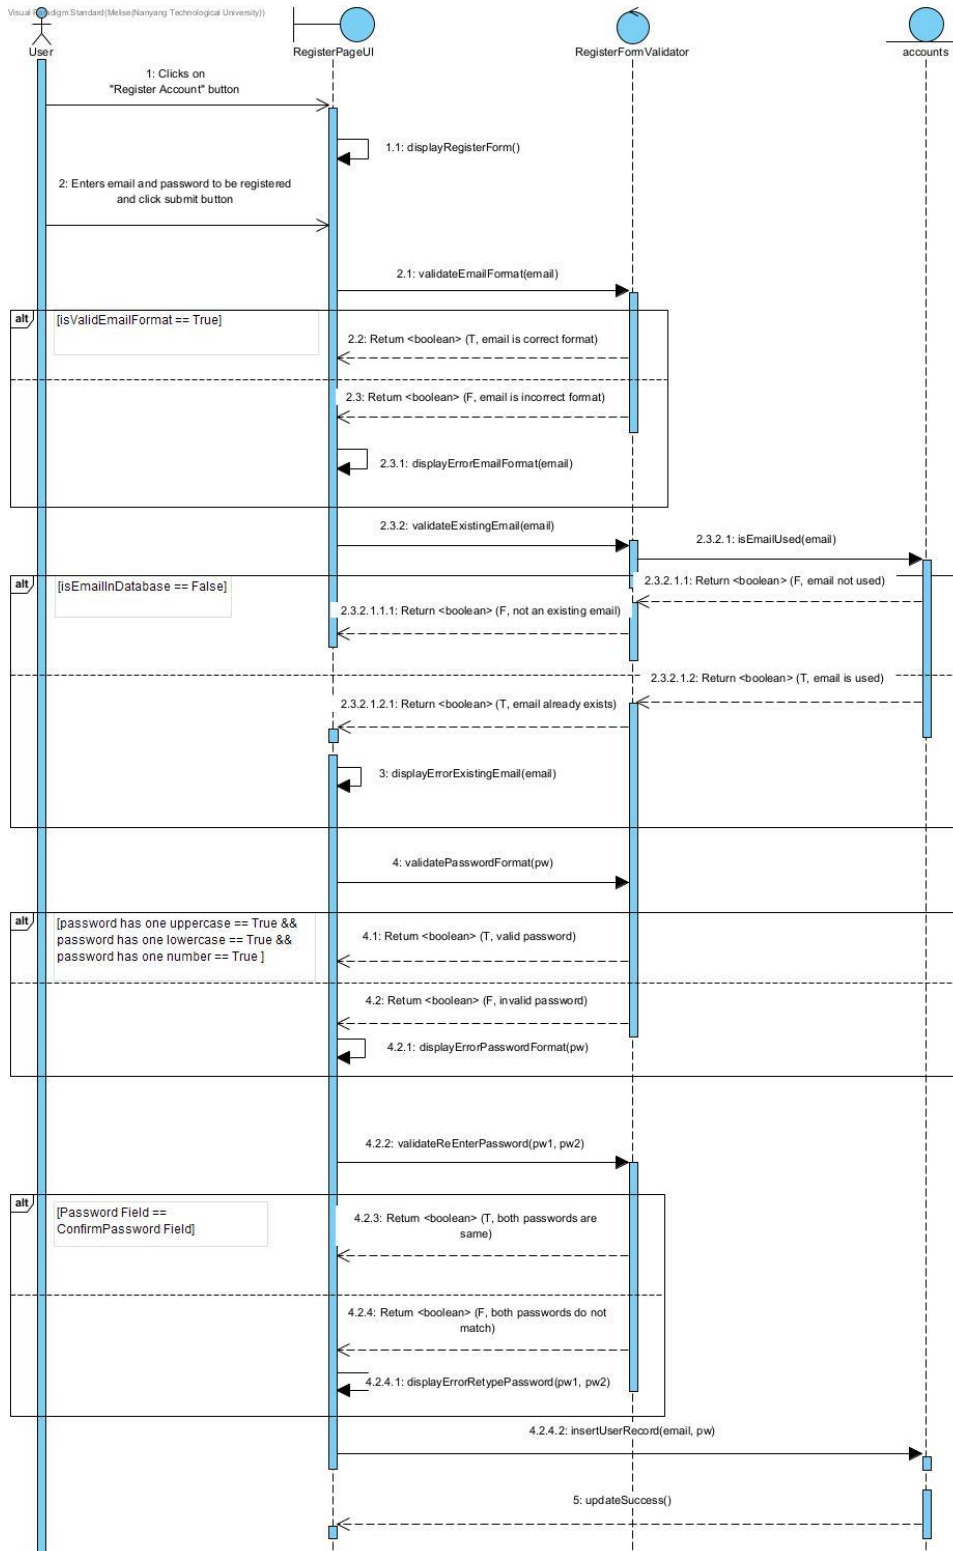 Visual Paradigm Standard(Melise(Nanyang Technological University))
User
RegisterPageUI
RegisterFormValidator
accounts
1: Clicks on
"Register Account" button
1.1: displayRegisterForm()
2: Enters email and password to be registered
and click submit button
2.1: validateEmailFormat(email)
alt
[isValidEmailFormat == True]
2.2: Return <boolean> (T, email is correct format)
2.3: Return <boolean> (F, email is incorrect format)
2.3.1: displayErrorEmailFormat(email)
2.3.2: validateExistingEmail(email)
2.3.2.1: isEmailUsed(email)
alt
[isEmailInDatabase == False]
2.3.2.1.1: Return <boolean> (F, email not used)
2.3.2.1.1.1: Return <boolean> (F, not an existing email)
2.3.2.1.2: Return <boolean> (T, email is used)
2.3.2.1.2.1: Return <boolean> (T, email already exists)
3: displayErrorExistingEmail(email)
4: validatePasswordFormat(pw)
alt
[password has one uppercase == True &&
password has one lowercase == True &&
password has one number == True ]
4.1: Return <boolean> (T, valid password)
4.2: Return <boolean> (F, invalid password)
4.2.1: displayErrorPasswordFormat(pw)
4.2.2: validateReEnterPassword(pw1, pw2)
alt
[Password Field ==
ConfirmPassword Field]
4.2.3: Return <boolean> (T, both passwords are
same)
4.2.4: Return <boolean> (F, both passwords do not
match)
4.2.4.1: displayErrorRetypePassword(pw1, pw2)
4.2.4.2: insertUserRecord(email, pw)
5: updateSuccess()